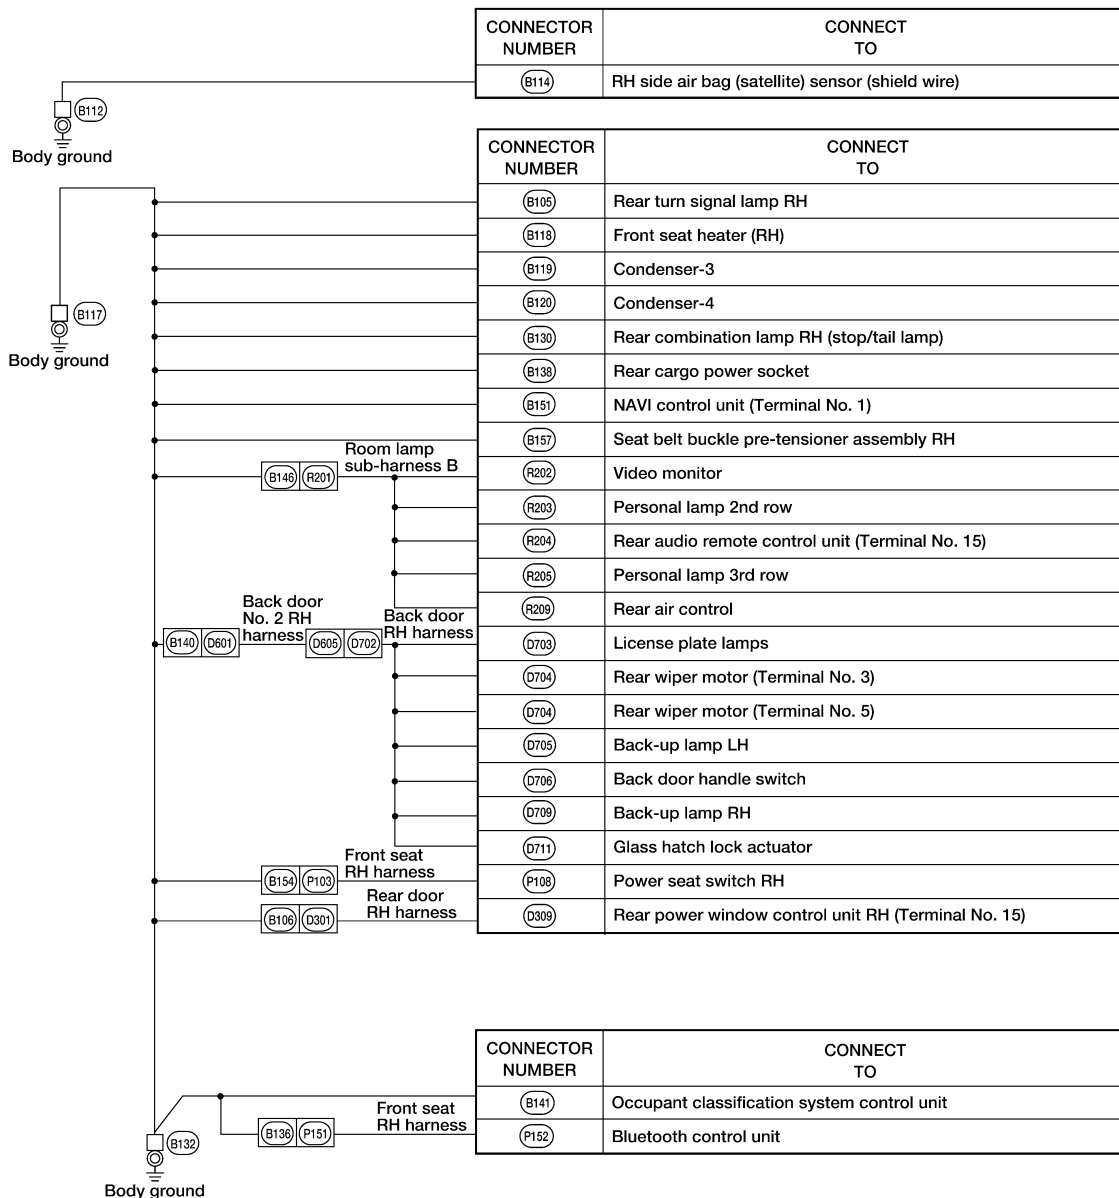 CONNECTOR NUMBER CONNECT TO
B114 RH side air bag (satellite) sensor (shield wire)
B112
Body ground
CONNECTOR NUMBER CONNECT TO
B105 Rear turn signal lamp RH
B118 Front seat heater (RH)
B119 Condenser-3
B120 Condenser-4
B117
Body ground
B130 Rear combination lamp RH (stop/tail lamp)
B138 Rear cargo power socket
B151 NAVI control unit (Terminal No. 1)
B157 Seat belt buckle pre-tensioner assembly RH
Room lamp
sub-harness B
B146 R201 R202 Video monitor
R203 Personal lamp 2nd row
R204 Rear audio remote control unit (Terminal No. 15)
R205 Personal lamp 3rd row
R209 Rear air control
Back door
No. 2 RH
harness
Back door
RH harness
B140 D601 D605 D702 D703 License plate lamps
D704 Rear wiper motor (Terminal No. 3)
D704 Rear wiper motor (Terminal No. 5)
D705 Back-up lamp LH
D706 Back door handle switch
D709 Back-up lamp RH
D711 Glass hatch lock actuator
Front seat
RH harness
B154 P103 P108 Power seat switch RH
Rear door
RH harness
B106 D301 D309 Rear power window control unit RH (Terminal No. 15)
CONNECTOR NUMBER CONNECT TO
B141 Occupant classification system control unit
Front seat
RH harness
B136 P151 P152 Bluetooth control unit
B132
Body ground